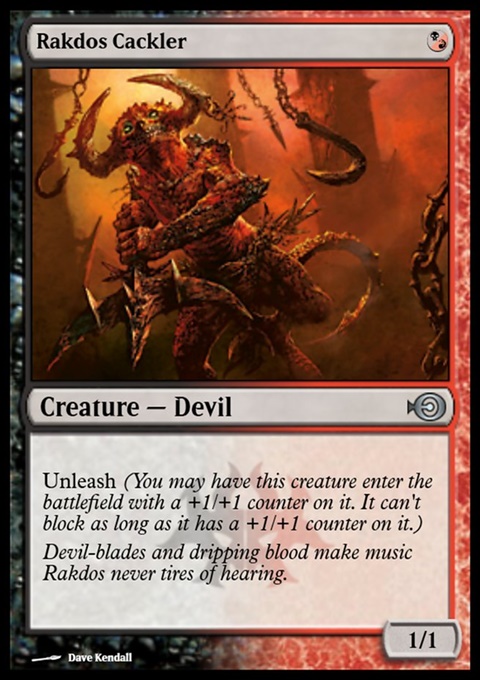 Rakdos Cackler
Creature — Devil
Unleash (You may have this creature enter the
battlefield with a +1/+1 counter on it. It can't
block as long as it has a +1/+1 counter on it.)
Devil-blades and dripping blood make music
Rakdos never tires of hearing.
1/1
Dave Kendall